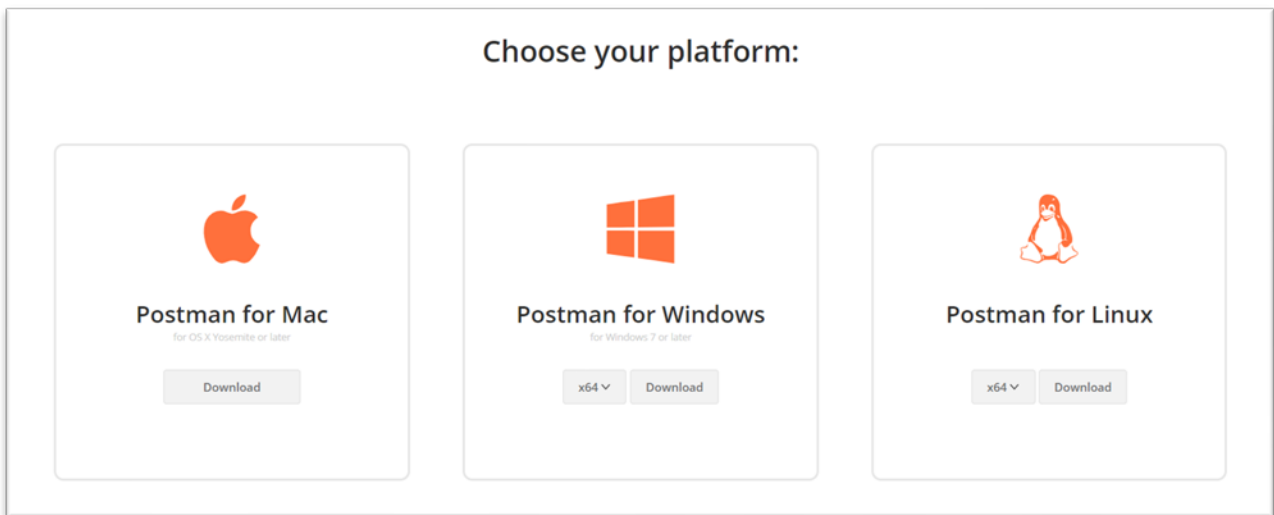 Choose your platform:
Postman for Mac
for OS X Yosemite or later
Download
Postman for Windows
for Windows 7 or later
x64 Download
Postman for Linux
x64 Download